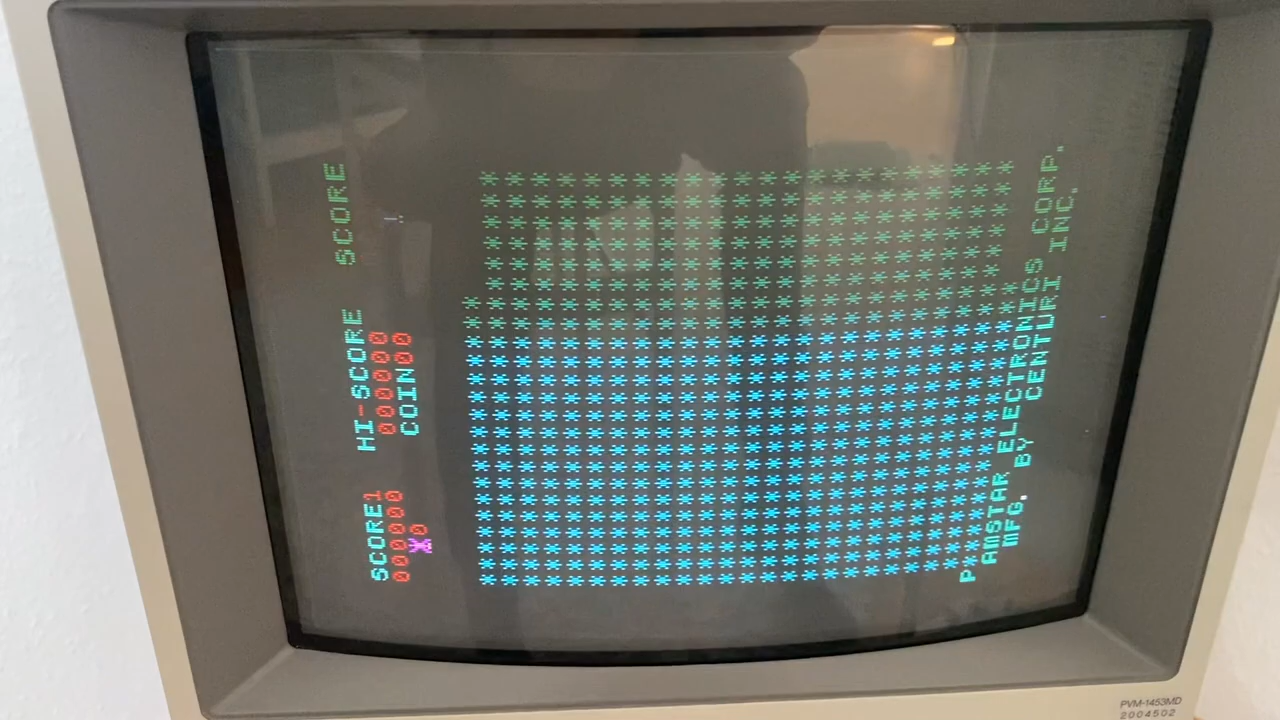 SCORE1 HI-SCORE SCORE
000000 000000
0 COIN00
P
AMSTAR ELECTRONICS CORP.
MFG. BY CENTURI INC.
PVM-1453MD
2004502